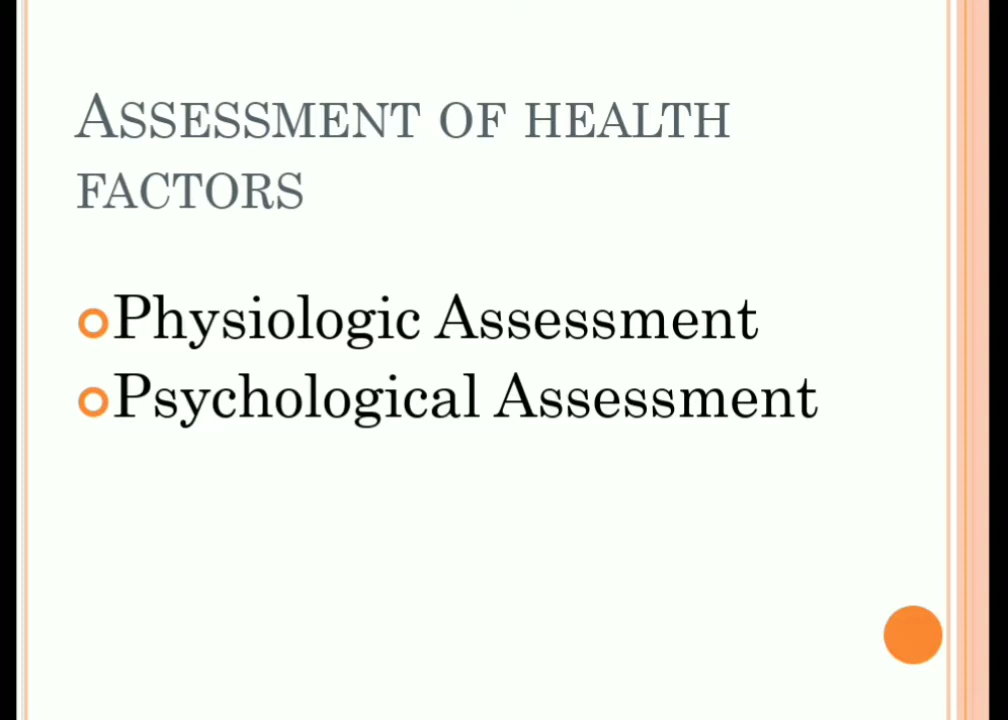 ASSESSMENT OF HEALTH
FACTORS
Physiologic Assessment
Psychological Assessment